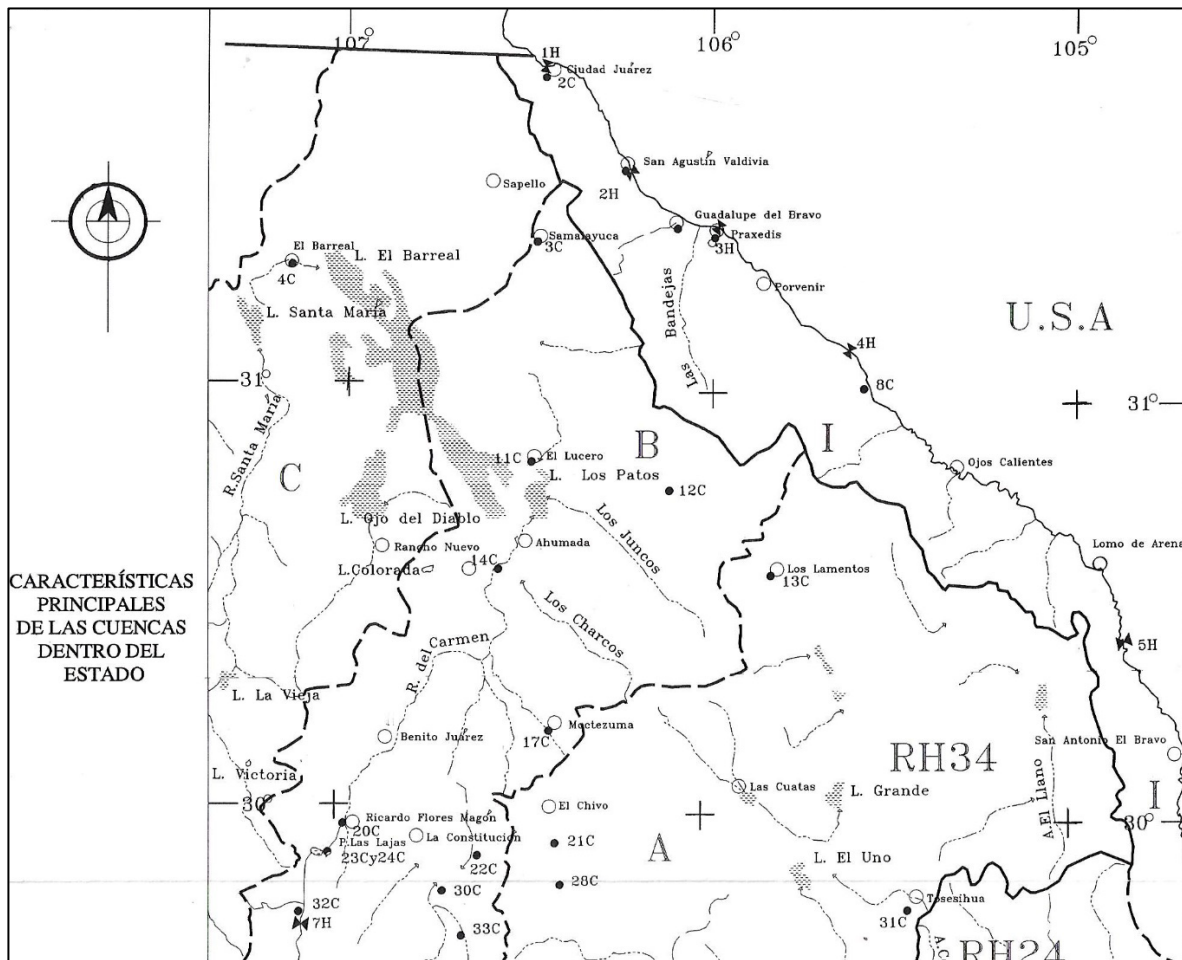 107°
106°
105°
1H
Ciudad Juárez
2C
San Agustín Valdivia
2H
Sapello
Guadalupe del Bravo
Samalayuca
3C
Praxedis
3H
El Barreal
L. El Barreal
4C
Porvenir
Bandejas
Las
L. Santa María
U.S.A
4H
31°
8C
31°
R.Santa María
C
B
I
11C
El Lucero
L. Los Patos
12C
Ojos Calientes
L. Ojo del Diablo
Los Juncos
Rancho Nuevo
Ahumada
14C
L.Colorada
Los Lamentos
13C
Lomo de Arena
CARACTERÍSTICAS
PRINCIPALES
DE LAS CUENCAS
DENTRO DEL
ESTADO
Los Charcos
R. del Carmen
5H
L. La Vieja
Moctezuma
17C
Benito Juárez
RH34
San Antonio El Bravo
L. Victoria
Las Cuatas
L. Grande
A.El Llano
I
30°
El Chivo
Ricardo Flores Magón
20C
La Constitución
P.Las Lajas
23Cy24C
21C
A
30°
22C
L. El Uno
30C
28C
Tosesihua
32C
7H
31C
33C
A.C
RH24